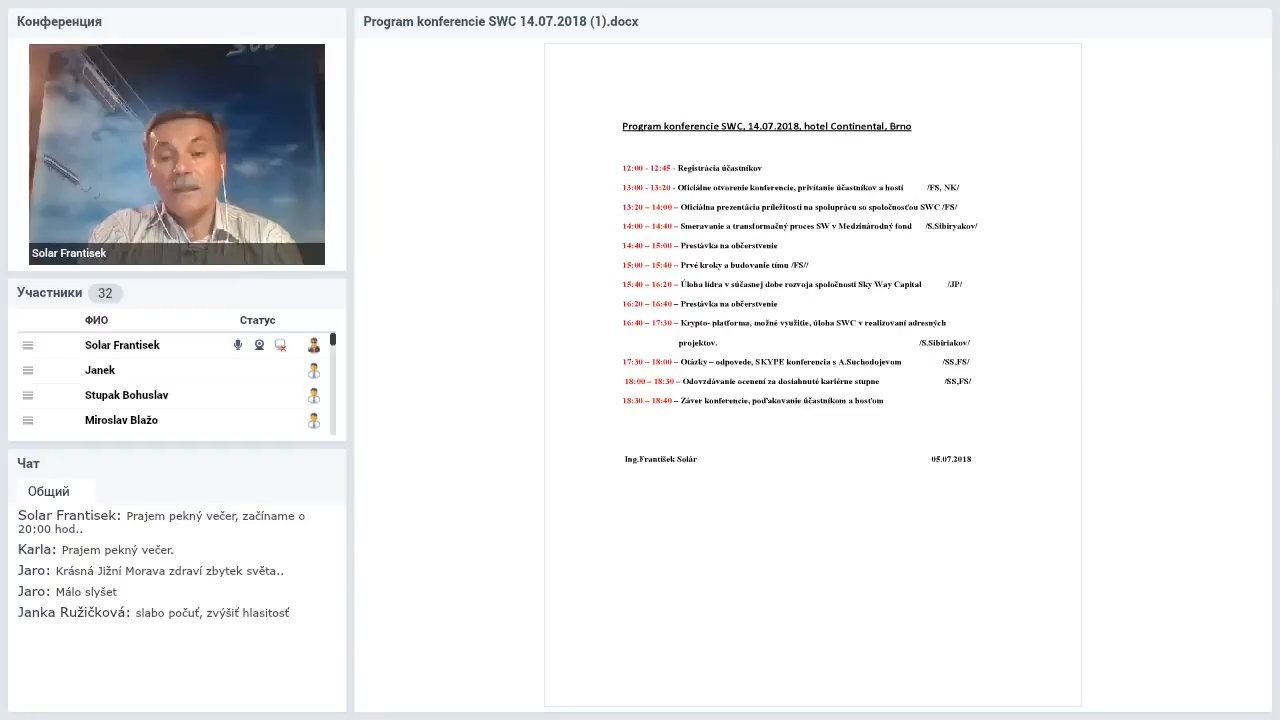 Конференция
Solar Frantisek
Участники 32
ФИО Статус
Solar Frantisek
Janek
Stupak Bohuslav
Miroslav Blažo
Чат
Общий
Solar Frantisek: Prajem pekný večer, začíname o
20:00 hod..
Karla: Prajem pekný večer.
Jaro: Krásná Jižní Morava zdraví zbytek světa..
Jaro: Málo slyšet
Janka Ružičková: slabo počuť, zvýšiť hlasitosť
Program konferencie SWC 14.07.2018 (1).docx
Program konferencie SWC, 14.07.2018, hotel Continental, Brno
12:00 - 12:45 - Registrácia účastníkov
13:00 - 13:20 - Oficiálne otvorenie konferencie, privítanie účastníkov a hostí /FS, NK/
13:20 – 14:00 – Oficiálna prezentácia príležitosti na spoluprácu so spoločnosťou SWC /FS/
14:00 – 14:40 – Smeravanie a transformačný proces SW v Medzinárodný fond /S.Sibiryakov/
14:40 – 15:00 – Prestávka na občerstvenie
15:00 – 15:40 – Prvé kroky a budovanie tímu /FS//
15:40 – 16:20 – Úloha lídra v súčasnej dobe rozvoja spoločnosti Sky Way Capital /JP/
16:20 – 16:40 – Prestávka na občerstvenie
16:40 – 17:30 – Krypto- platforma, možné využitie, úloha SWC v realizovaní adresných
projektov. /S.Sibiriakov/
17:30 – 18:00 – Otázky – odpovede, SKYPE konferencia s A.Suchodojevom /SS,FS/
18:00 – 18:30 – Odovzdávanie ocenení za dosiahnuté kariérne stupne /SS,FS/
18:30 – 18:40 – Záver konferencie, poďakovanie účastníkom a hosťom
Ing.František Solár 05.07.2018